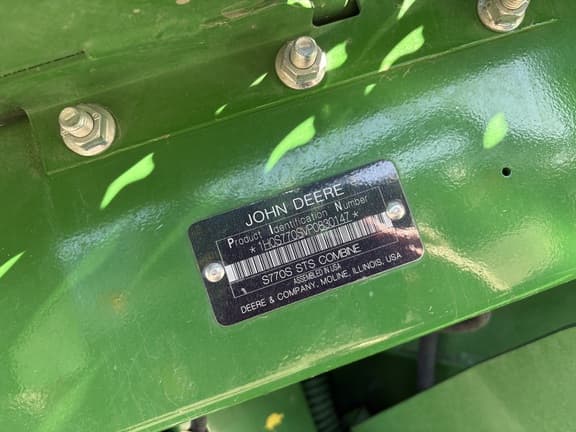 JOHN DEERE
Product Identification Number
*1H0S770SVP0830147*
S770S STS COMBINE
ASSEMBLED IN USA
DEERE & COMPANY, MOLINE, ILLINOIS, USA